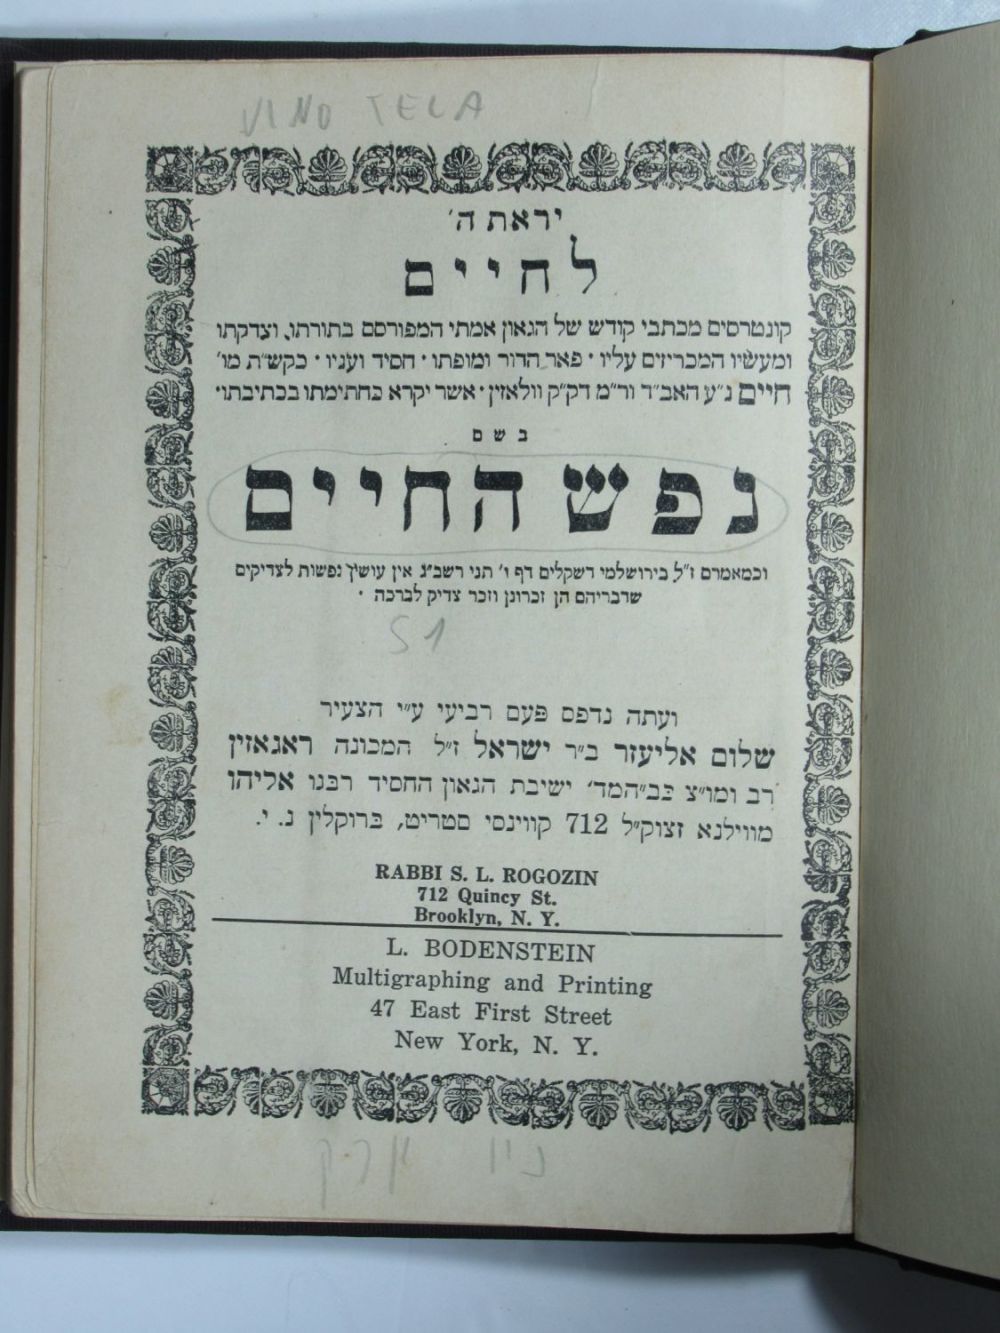 VINO TELA
יראת ה׳
לחיים
קונטרסים מכתבי קודש של הגאון אמתי המפורסם בתורתו, וצדקתו
ומעשיו המכריזים עליו · פאר הדור ומופתו · חסיד ועניו · כקש״ת מו׳
חיים נ״ע האב״ד ור״מ דק״ק וולאזין · אשר יקרא בחתימתו בכתיבתו ·
בשם
נפש החיים
וכמאמרם ז״ל בירושלמי דשקלים דף ו׳ תני רשב״ג אין עושין נפשות לצדיקים
שדבריהם הן זכרונן וזכר צדיק לברכה ·
S1
ועתה נדפס פעם רביעי ע״י הצעיר
שלום אליעזר ב״ר ישראל ז״ל המכונה ראגאזין
רב ומו״צ בב״המד׳ ישיבת הגאון החסיד רבנו אליהו
מווילנא זצוק״ל 712 קווינסי סטריט, ברוקלין נ. י.
RABBI S. L. ROGOZIN
712 Quincy St.
Brooklyn, N. Y.
L. BODENSTEIN
Multigraphing and Printing
47 East First Street
New York, N. Y.
ניו יורק